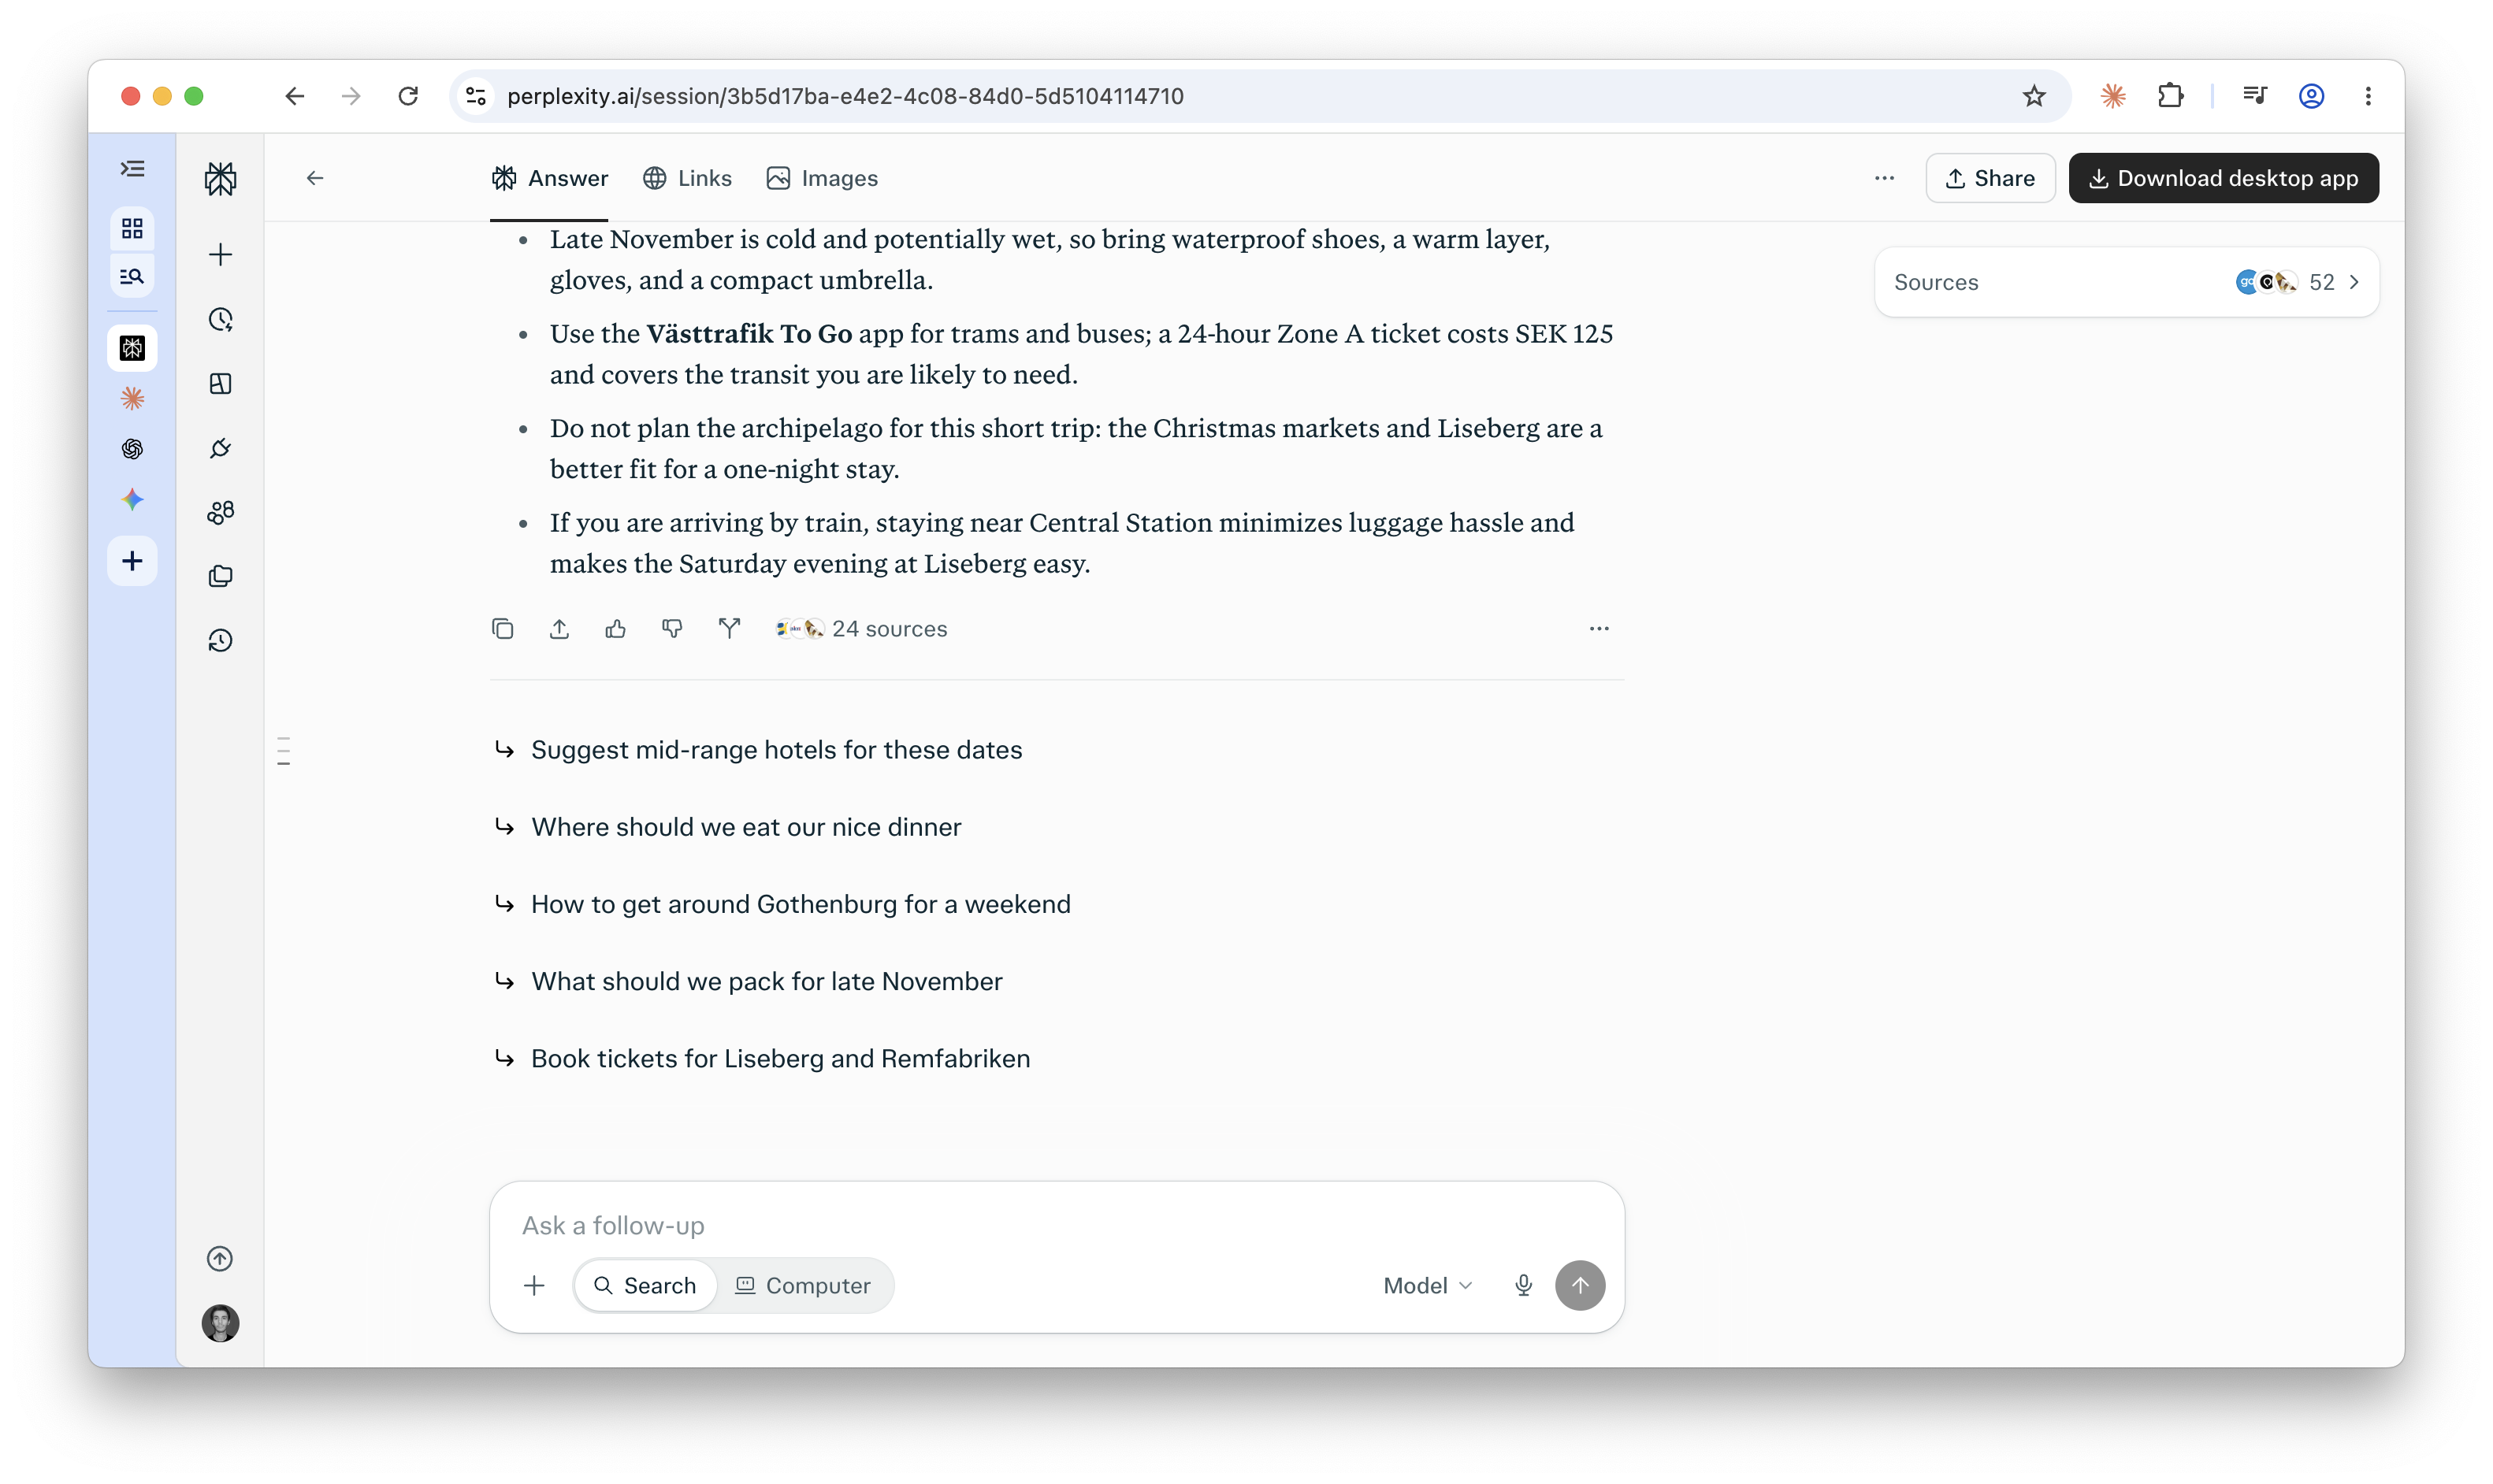 perplexity.ai/session/3b5d17ba-e4e2-4c08-84d0-5d5104114710
Answer
Links
Images
Share
Download desktop app
Late November is cold and potentially wet, so bring waterproof shoes, a warm layer,
gloves, and a compact umbrella.
Use the Västtrafik To Go app for trams and buses; a 24-hour Zone A ticket costs SEK 125
and covers the transit you are likely to need.
Do not plan the archipelago for this short trip: the Christmas markets and Liseberg are a
better fit for a one-night stay.
If you are arriving by train, staying near Central Station minimizes luggage hassle and
makes the Saturday evening at Liseberg easy.
24 sources
Sources
52
Suggest mid-range hotels for these dates
Where should we eat our nice dinner
How to get around Gothenburg for a weekend
What should we pack for late November
Book tickets for Liseberg and Remfabriken
Ask a follow-up
Search
Computer
Model